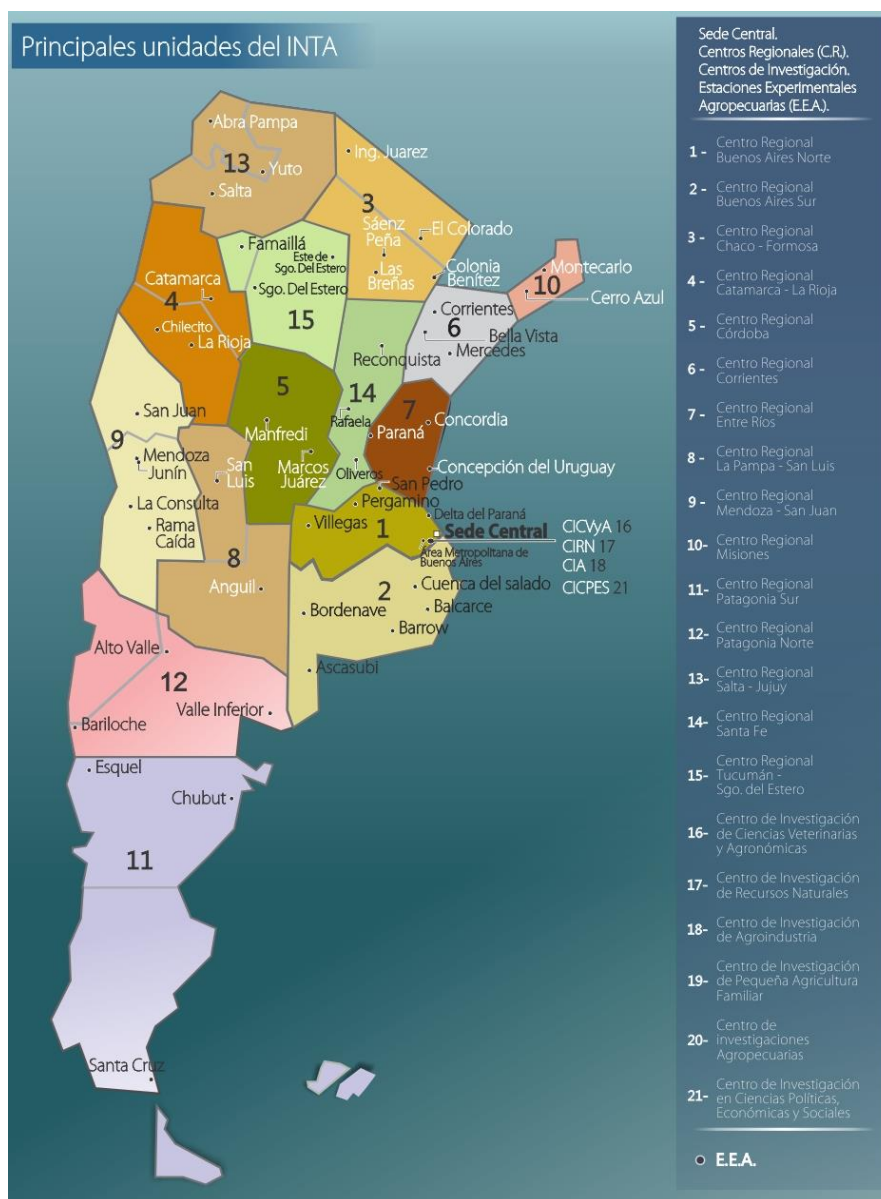 Principales unidades del INTA
Abra Pampa
13
Yuto
Salta
Ing. Juarez
3
El Colorado
Sáenz
Peña
Las
Breñas
Colonia
Benítez
Famaillá
Este de
Sgo. Del Estero
Sgo. Del Estero
15
Catamarca
4
Chilecito
La Rioja
Montecarlo
10
Cerro Azul
Corrientes
6
Bella Vista
Mercedes
Reconquista
14
Rafaela
Oliveros
5
Manfredi
Marcos
Juárez
7
Concordia
Paraná
Concepción del Uruguay
San Juan
9
Mendoza
Junín
La Consulta
Rama
Caída
San
Luis
8
Anguil
San Pedro
Pergamino
Delta del Paraná
Villegas
1
Sede Central
Área Metropolitana de
Buenos Aires
CICVyA 16
CIRN 17
CIA 18
CICPES 21
2
Cuenca del salado
Bordenave
Balcarce
Barrow
Ascasubi
Alto Valle
12
Valle Inferior
Bariloche
Esquel
Chubut
11
Santa Cruz
Sede Central.
Centros Regionales (C.R.).
Centros de Investigación.
Estaciones Experimentales
Agropecuarias (E.E.A.).
1 - Centro Regional
Buenos Aires Norte
2 - Centro Regional
Buenos Aires Sur
3 - Centro Regional
Chaco - Formosa
4 - Centro Regional
Catamarca - La Rioja
5 - Centro Regional
Córdoba
6 - Centro Regional
Corrientes
7 - Centro Regional
Entre Ríos
8 - Centro Regional
La Pampa - San Luis
9 - Centro Regional
Mendoza - San Juan
10- Centro Regional
Misiones
11- Centro Regional
Patagonia Sur
12- Centro Regional
Patagonia Norte
13- Centro Regional
Salta - Jujuy
14- Centro Regional
Santa Fe
15- Centro Regional
Tucumán -
Sgo. del Estero
16- Centro de Investigación
de Ciencias Veterinarias
y Agronómicas
17- Centro de Investigación
de Recursos Naturales
18- Centro de Investigación
de Agroindustria
19- Centro de Investigación
de Pequeña Agricultura
Familiar
20- Centro de
investigaciones
Agropecuarias
21- Centro de Investigación
en Ciencias Políticas,
Económicas y Sociales
E.E.A.